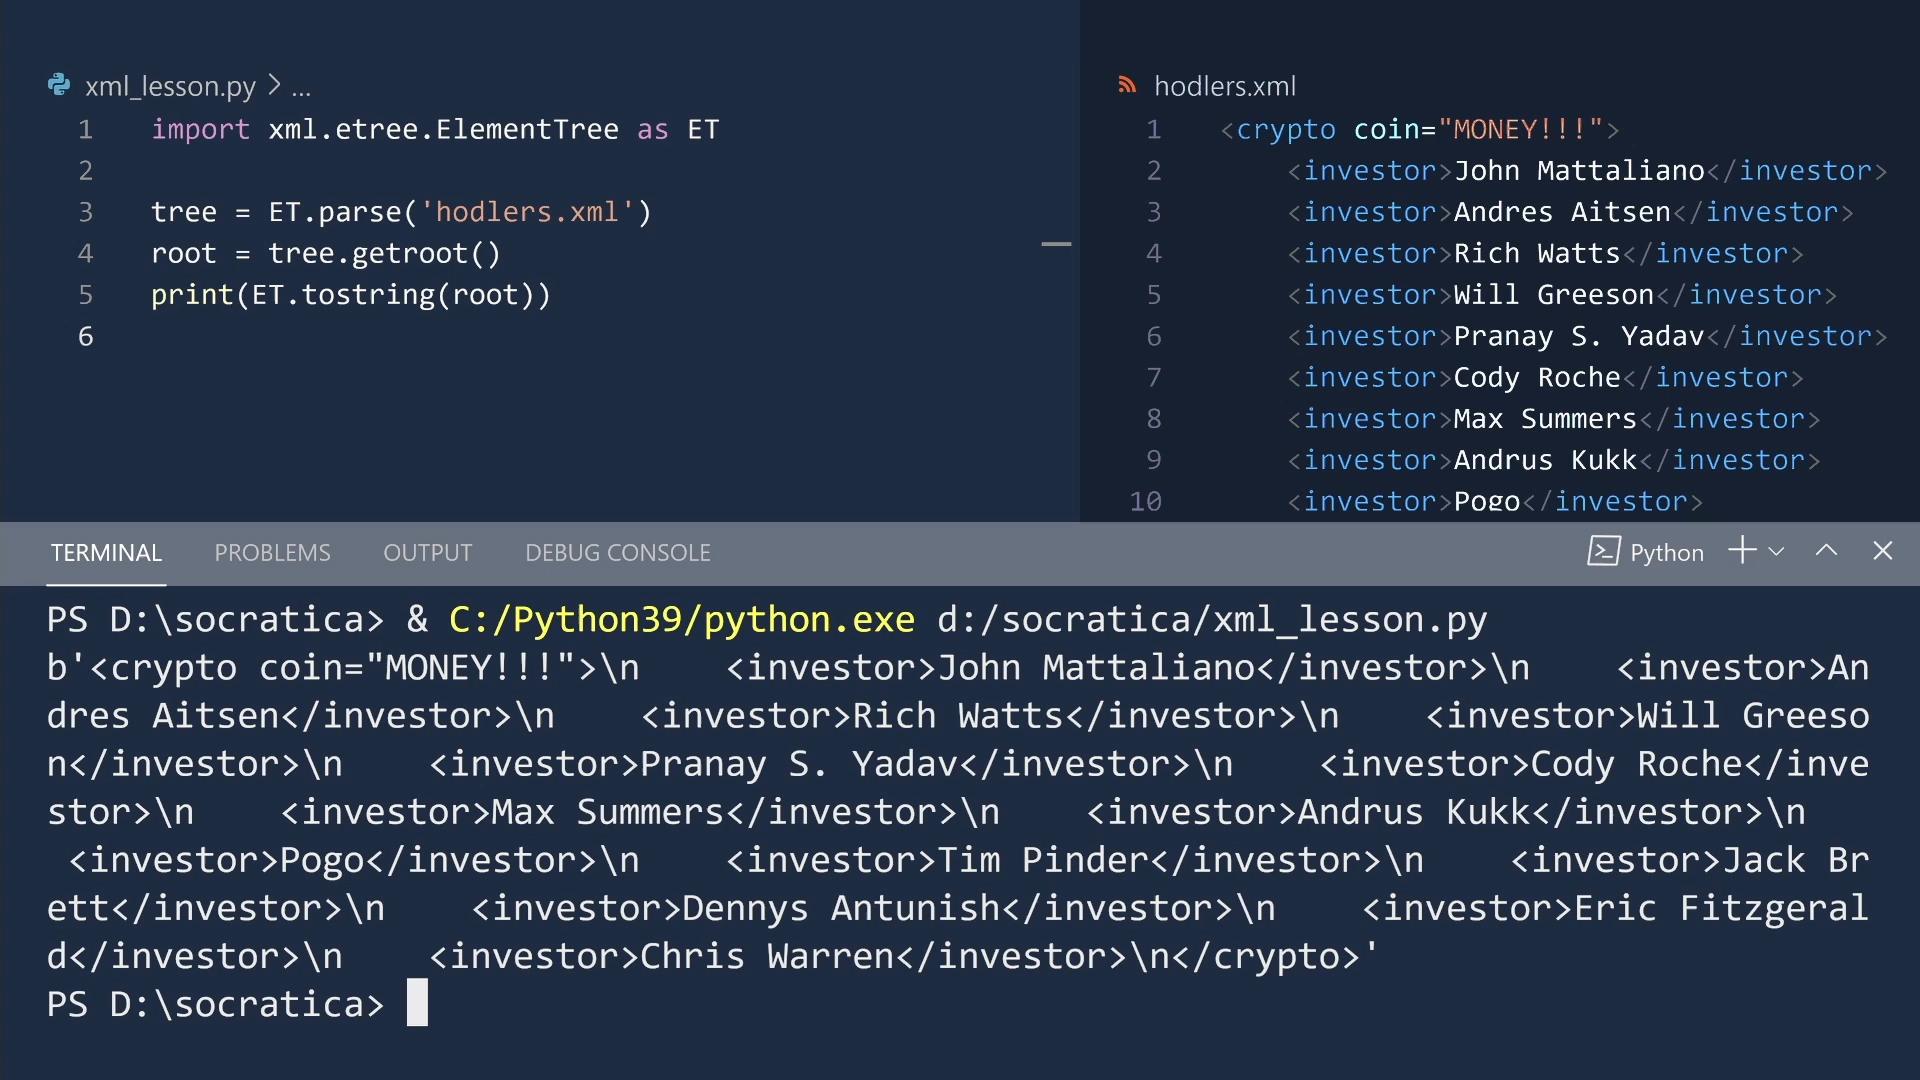 xml_lesson.py > ...
1 import xml.etree.ElementTree as ET
2
3 tree = ET.parse('hodlers.xml')
4 root = tree.getroot()
5 print(ET.tostring(root))
6
hodlers.xml
1 <crypto coin="MONEY!!!">
2     <investor>John Mattaliano</investor>
3     <investor>Andres Aitsen</investor>
4     <investor>Rich Watts</investor>
5     <investor>Will Greeson</investor>
6     <investor>Pranay S. Yadav</investor>
7     <investor>Cody Roche</investor>
8     <investor>Max Summers</investor>
9     <investor>Andrus Kukk</investor>
10     <investor>Pogo</investor>
TERMINAL PROBLEMS OUTPUT DEBUG CONSOLE Python
PS D:\socratica> & C:/Python39/python.exe d:/socratica/xml_lesson.py
b'<crypto coin="MONEY!!!">\n    <investor>John Mattaliano</investor>\n    <investor>An
dres Aitsen</investor>\n    <investor>Rich Watts</investor>\n    <investor>Will Greeso
n</investor>\n    <investor>Pranay S. Yadav</investor>\n    <investor>Cody Roche</inve
stor>\n    <investor>Max Summers</investor>\n    <investor>Andrus Kukk</investor>\n
 <investor>Pogo</investor>\n    <investor>Tim Pinder</investor>\n    <investor>Jack Br
ett</investor>\n    <investor>Dennys Antunish</investor>\n    <investor>Eric Fitzgeral
d</investor>\n    <investor>Chris Warren</investor>\n</crypto>'
PS D:\socratica>